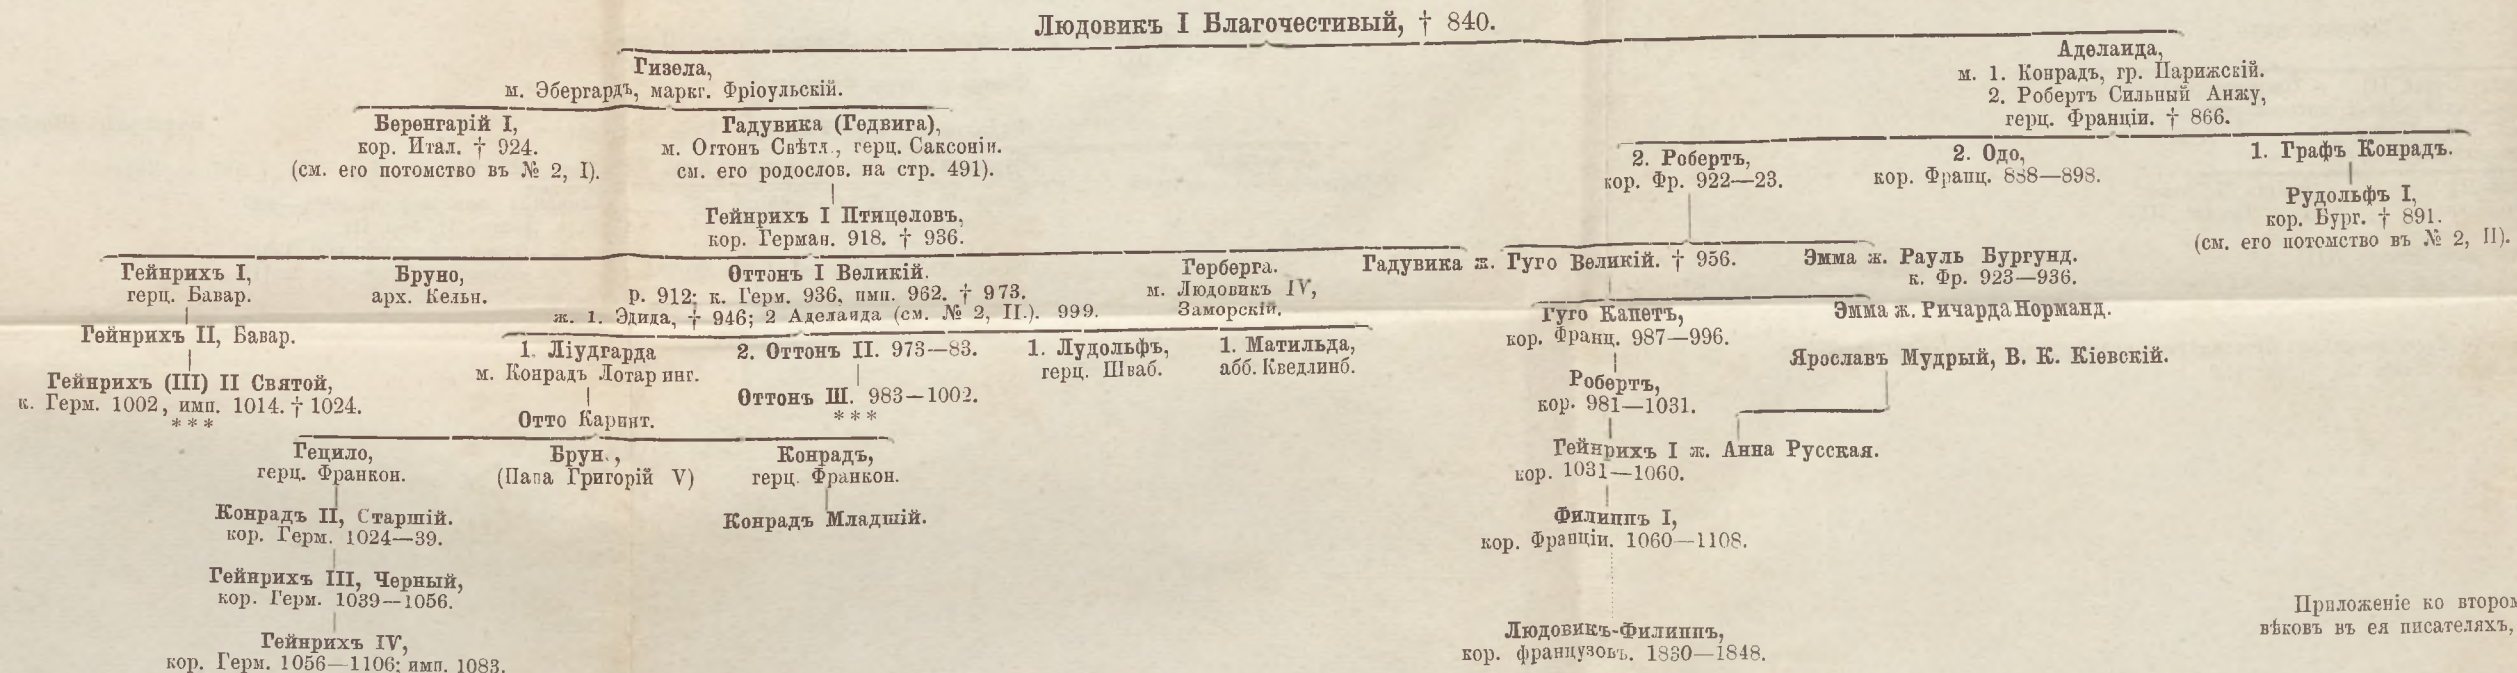 Людовикъ I Благочестивый, † 840.
Гизела,
м. Эбергардъ, маркг. Фріоульскій.
Аделаида,
м. 1. Конрадъ, гр. Парижскій.
2. Робертъ Сильный Анжу,
герц. Франціи. † 866.
Беренгарій I,
кор. Итал. † 924.
(см. его потомство въ № 2, I).
Гадувика (Гедвига),
м. Оттонъ Свѣтл., герц. Саксоніи.
см. его родослов. на стр. 491).
2. Робертъ,
кор. Фр. 922—23.
2. Одо,
кор. Франц. 888—898.
1. Графъ Конрадъ.
Рудольфъ I,
кор. Бург. † 891.
(см. его потомство въ № 2, II).
Гейнрихъ I Птицеловъ,
кор. Герман. 918. † 936.
Гейнрихъ I,
герц. Бавар.
Бруно,
арх. Кельн.
Оттонъ I Великій.
р. 912; к. Герм. 936, имп. 962. † 973.
ж. 1. Эдида, † 946; 2 Аделаида (см. № 2, II.). 999.
Герберга.
м. Людовикъ IV,
Заморскій.
Гадувика ж. Гуго Великій. † 956.
Эмма ж. Рауль Бургунд.
к. Фр. 923—936.
Гейнрихъ II, Бавар.
Гейнрихъ (III) II Святой,
к. Герм. 1002, имп. 1014. † 1024.
* * *
1. Ліудгарда
м. Конрадъ Лотаринг.
Отто Каринт.
2. Оттонъ II. 973—83.
Оттонъ III. 983—1002.
* * *
1. Лудольфъ,
герц. Шваб.
1. Матильда,
абб. Кведлинб.
Гуго Капетъ,
кор. Франц. 987—996.
Эмма ж. Ричарда Норманд.
Ярославъ Мудрый, В. К. Кіевскій.
Робертъ,
кор. 981—1031.
Гейнрихъ I ж. Анна Русская.
кор. 1031—1060.
Гецило,
герц. Франкон.
Брун.,
(Папа Григорій V)
Конрадъ,
герц. Франкон.
Конрадъ II, Старшій.
кор. Герм. 1024—39.
Конрадъ Младшій.
Филиппъ I,
кор. Франціи. 1060—1108.
Гейнрихъ III, Черный,
кор. Герм. 1039—1056.
Гейнрихъ IV,
кор. Герм. 1056—1106; имп. 1083.
Людовикъ-Филиппъ,
кор. французовъ. 1830—1848.
Приложеніе ко втором
вѣковъ въ ея писателяхъ,